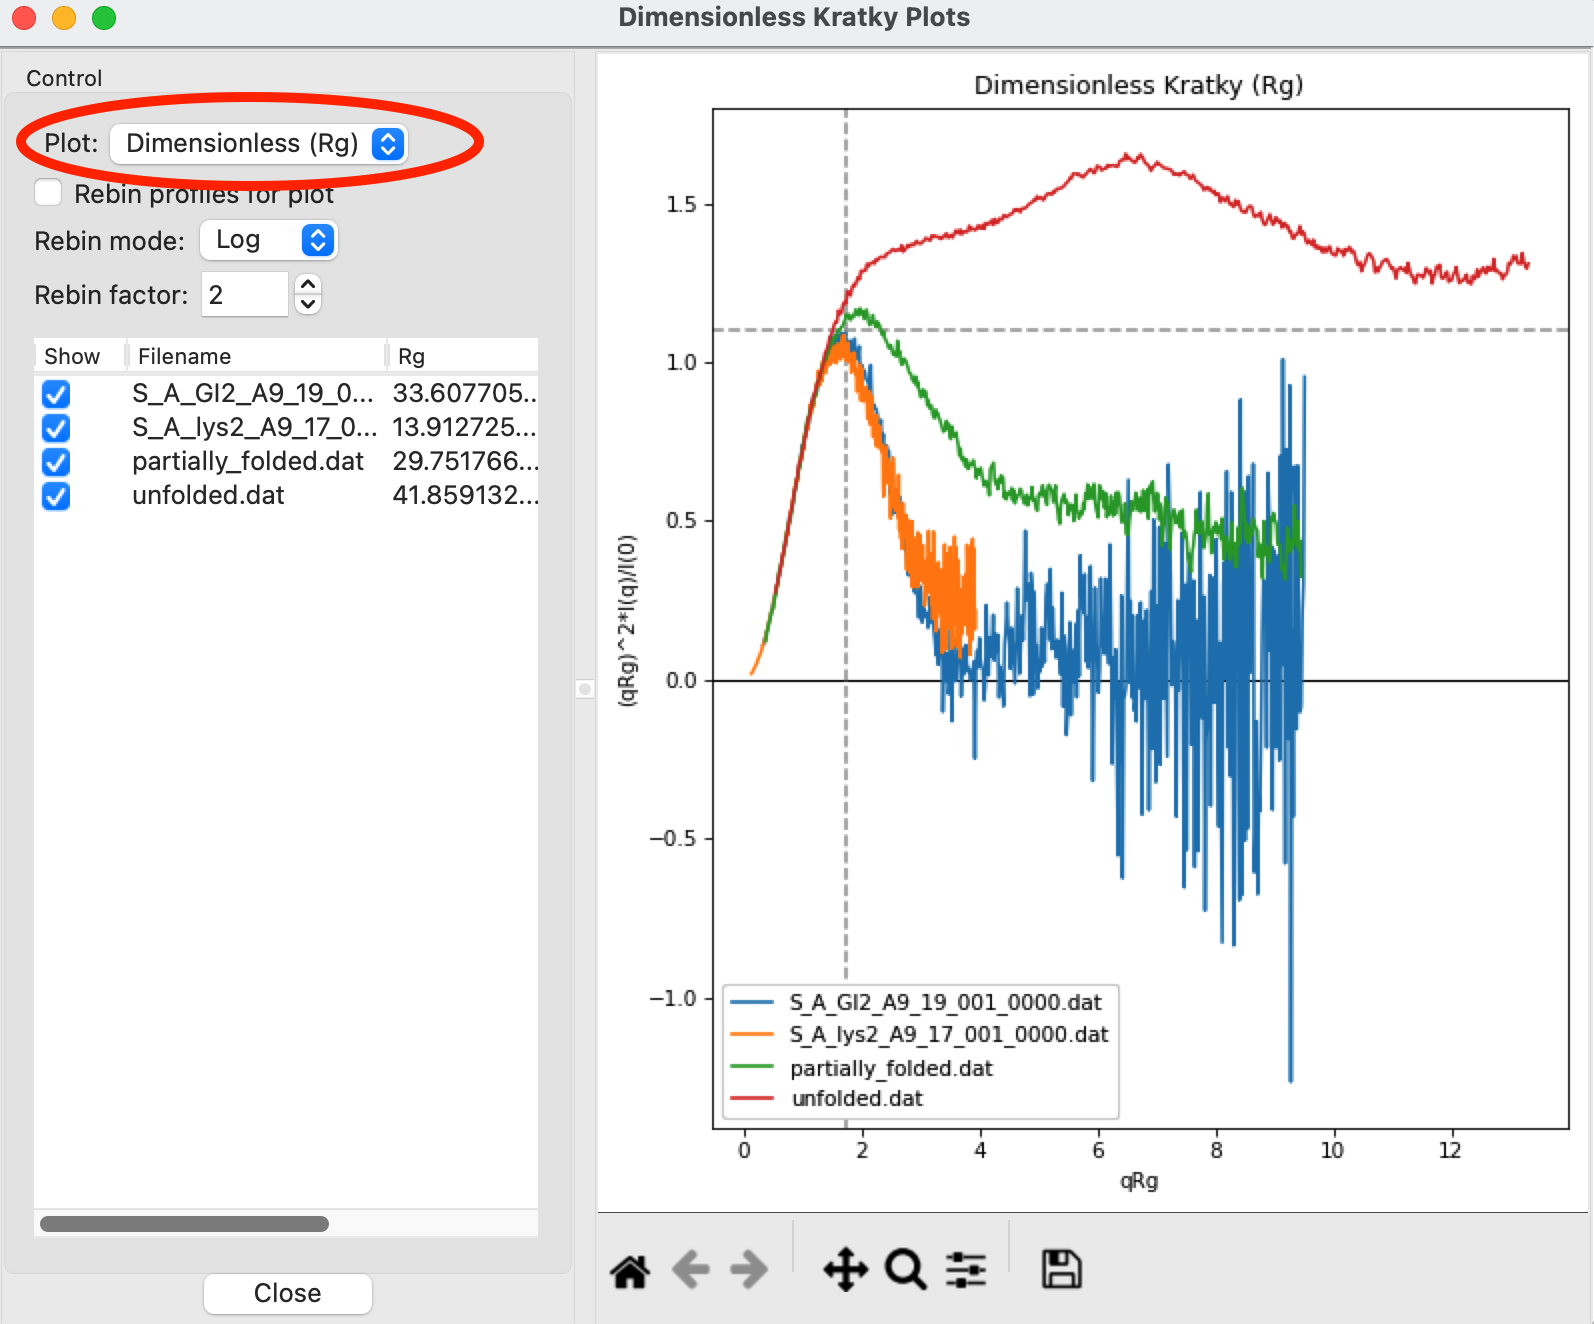 Dimensionless Kratky Plots
Control
Plot: Dimensionless (Rg)
Rebin profiles for plot
Rebin mode: Log
Rebin factor: 2
Show Filename Rg
S_A_GI2_A9_19_0... 33.607705..
S_A_lys2_A9_17_0... 13.912725...
partially_folded.dat 29.751766...
unfolded.dat 41.859132...
Close
Dimensionless Kratky (Rg)
1.5
1.0
0.5
0.0
−0.5
−1.0
(qRg)^2*I(q)/I(0)
S_A_GI2_A9_19_001_0000.dat
S_A_lys2_A9_17_001_0000.dat
partially_folded.dat
unfolded.dat
0 2 4 6 8 10 12
qRg